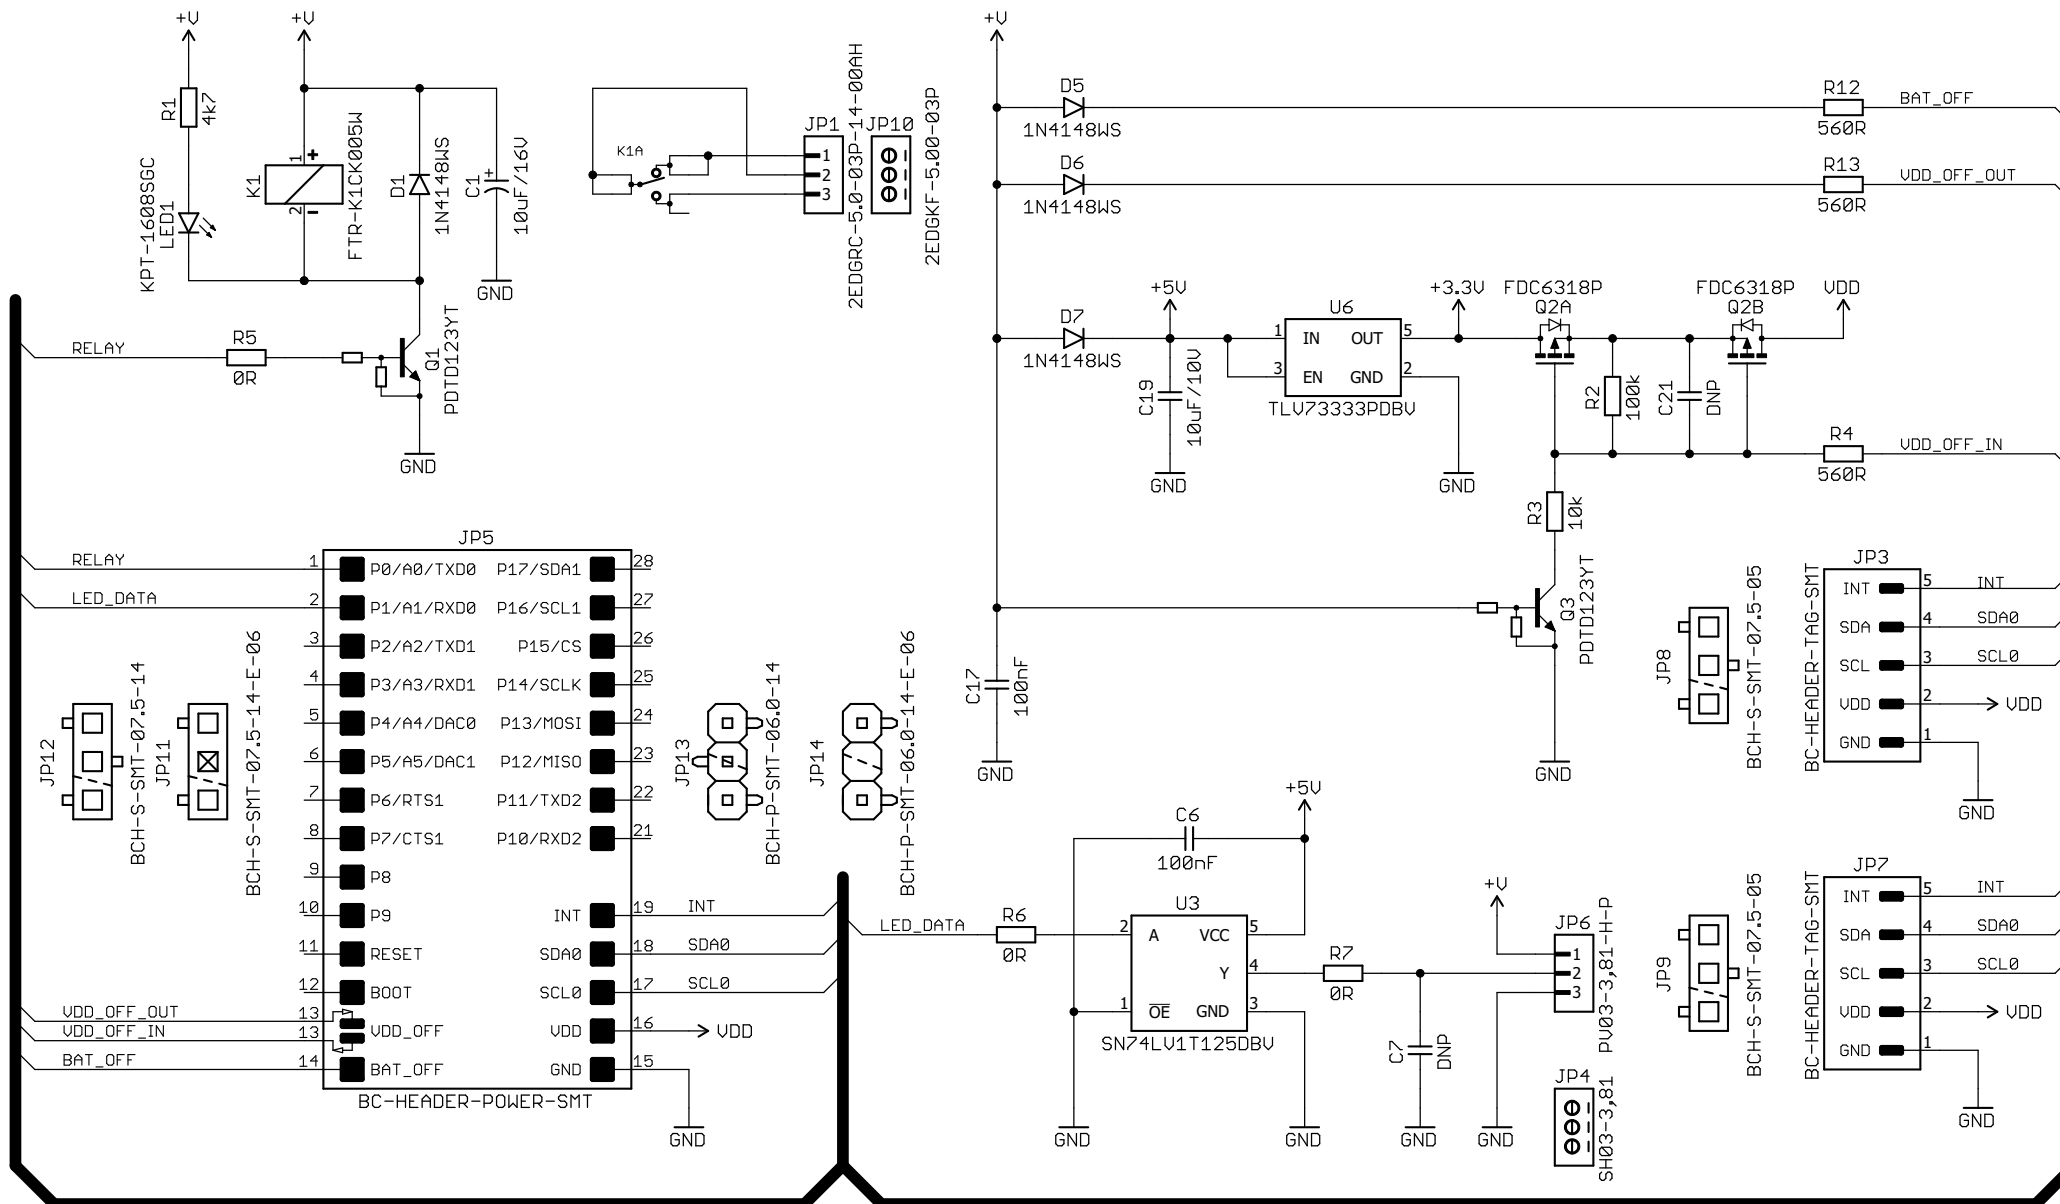 +V
+V
R1
4k7
KPT-1608SGC
LED1
K1
1
+
2
-
FTR-K1CK005W
D1
1N4148WS
C1
+
10uF/16V
GND
RELAY
R5
0R
Q1
PDTD123YT
GND
K1A
JP1
1
2
3
2EDGRC-5.0-03P-14-00AH
JP10
2EDGKF-5.00-03P
+V
D5
1N4148WS
R12
560R
BAT_OFF
D6
1N4148WS
R13
560R
VDD_OFF_OUT
D7
1N4148WS
+5V
C19
10uF/10V
GND
U6
1
IN
OUT
5
3
EN
GND
2
TLV73333PDBV
GND
+3.3V
FDC6318P
Q2A
FDC6318P
Q2B
VDD
R2
100k
C21
DNP
R4
560R
VDD_OFF_IN
R3
10k
Q3
PDTD123YT
GND
C17
100nF
GND
JP5
RELAY
1
P0/A0/TXD0
P17/SDA1
28
LED_DATA
2
P1/A1/RXD0
P16/SCL1
27
3
P2/A2/TXD1
P15/CS
26
4
P3/A3/RXD1
P14/SCLK
25
5
P4/A4/DAC0
P13/MOSI
24
6
P5/A5/DAC1
P12/MISO
23
7
P6/RTS1
P11/TXD2
22
8
P7/CTS1
P10/RXD2
21
9
P8
10
P9
INT
19
INT
11
RESET
SDA0
18
SDA0
12
BOOT
SCL0
17
SCL0
VDD_OFF_OUT
13
VDD_OFF_IN
13
VDD_OFF
VDD
16
VDD
BAT_OFF
14
BAT_OFF
GND
15
BC-HEADER-POWER-SMT
GND
JP12
BCH-S-SMT-07.5-14
JP11
BCH-S-SMT-07.5-14-E-06
JP13
BCH-P-SMT-06.0-14
JP14
BCH-P-SMT-06.0-14-E-06
LED_DATA
R6
0R
C6
100nF
+5V
U3
2
A
VCC
5
Y
4
1
OE
GND
3
SN74LV1T125DBV
GND
GND
R7
0R
C7
DNP
GND
+V
JP6
1
2
3
PV03-3,81-H-P
GND
JP4
SH03-3,81
JP8
BCH-S-SMT-07.5-05
JP3
BC-HEADER-TAG-SMT
INT
5
INT
SDA
4
SDA0
SCL
3
SCL0
VDD
2
VDD
GND
1
GND
JP9
BCH-S-SMT-07.5-05
JP7
BC-HEADER-TAG-SMT
INT
5
INT
SDA
4
SDA0
SCL
3
SCL0
VDD
2
VDD
GND
1
GND